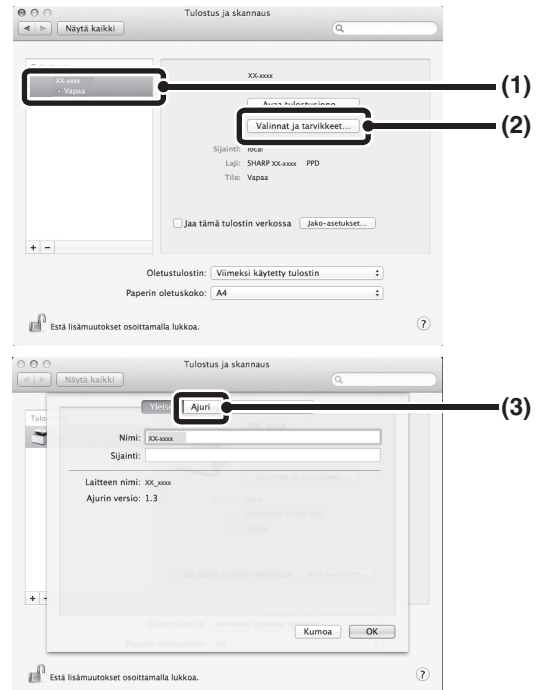 Tulostus ja skannaus
Näytä kaikki
XX-xxxx
Vapaa
XX-xxxx
(1)
Avaa tulostusjono...
Valinnat ja tarvikkeet...
(2)
Sijainti: local
Laji: SHARP XX-xxxx PPD
Tila: Vapaa
Jaa tämä tulostin verkossa
Jako-asetukset...
+ −
Oletustulostin: Viimeksi käytetty tulostin
Paperin oletuskoko: A4
Estä lisämuutokset osoittamalla lukkoa.
?
Tulostus ja skannaus
Näytä kaikki
Ajuri
(3)
Nimi: XX-xxxx
Sijainti:
Laitteen nimi: XX_xxxx
Ajurin versio: 1.3
+ -
Kumoa
OK
Estä lisämuutokset osoittamalla lukkoa.
?